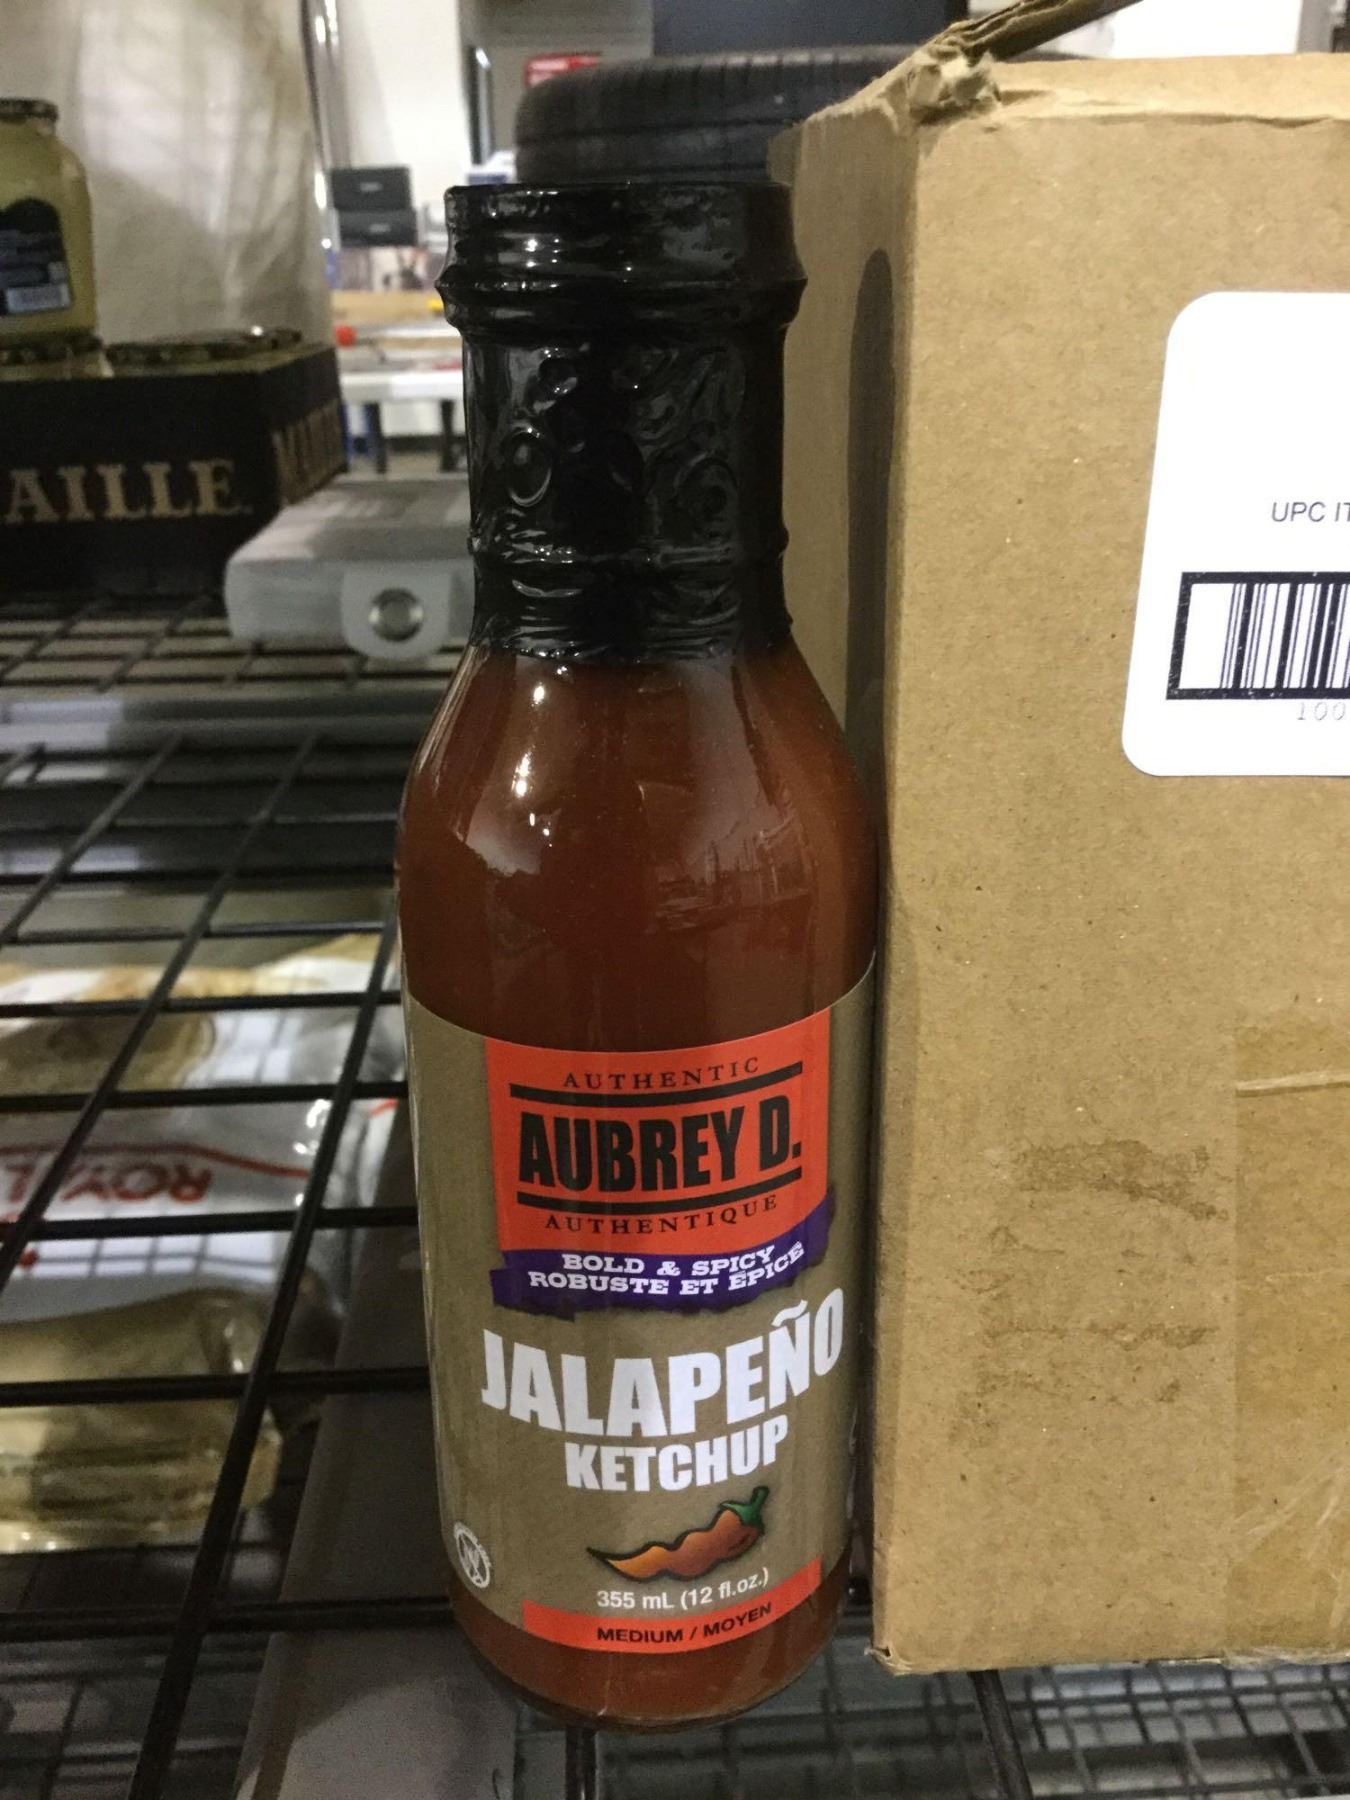 AILLE
UPC
100
AUTHENTIC
AUBREY D.
AUTHENTIQUE
BOLD & SPICY
ROBUSTE ET ÉPICÉ
JALAPEÑO
KETCHUP
355 mL (12 fl.oz.)
MEDIUM / MOYEN